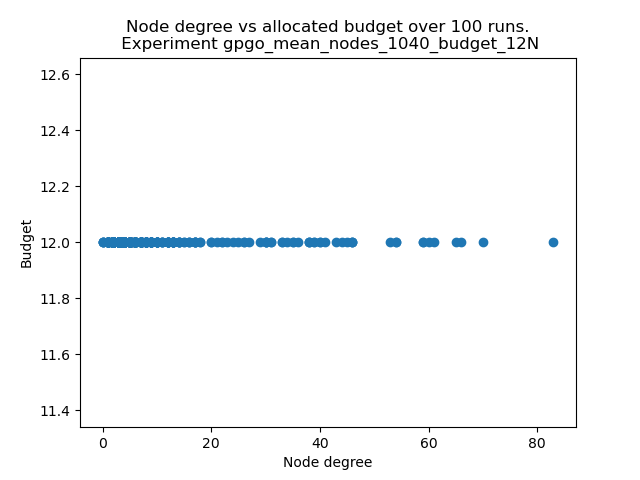 Node degree vs allocated budget over 100 runs.
Experiment gpgo_mean_nodes_1040_budget_12N
12.6
12.4
12.2
12.0
11.8
11.6
11.4
Budget
0 20 40 60 80
Node degree